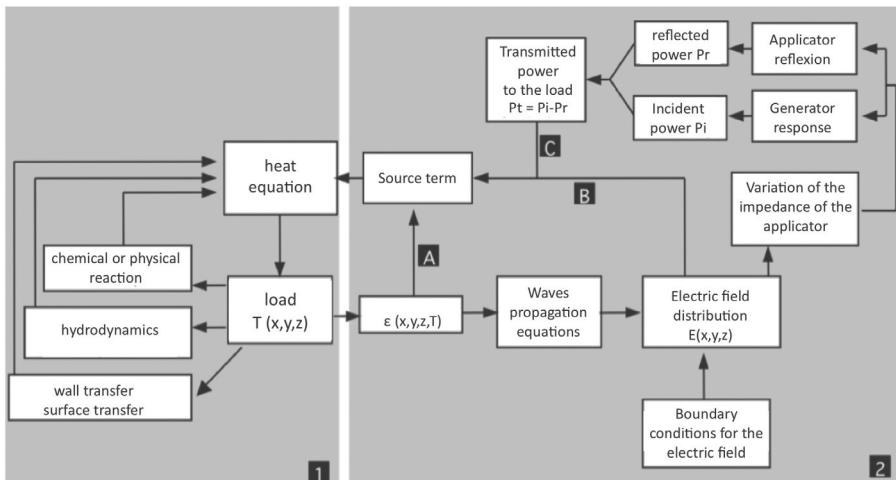 heat
equation
chemical or physical
reaction
hydrodynamics
wall transfer
surface transfer
load
T (x,y,z)
1
Transmitted
power
to the load
Pt = Pi-Pr
reflected
power Pr
Applicator
reflexion
Incident
power Pi
Generator
response
C
Source term
B
Variation of the
impedance of the
applicator
A
ε (x,y,z,T)
Waves
propagation
equations
Electric field
distribution
E(x,y,z)
Boundary
conditions for the
electric field
2